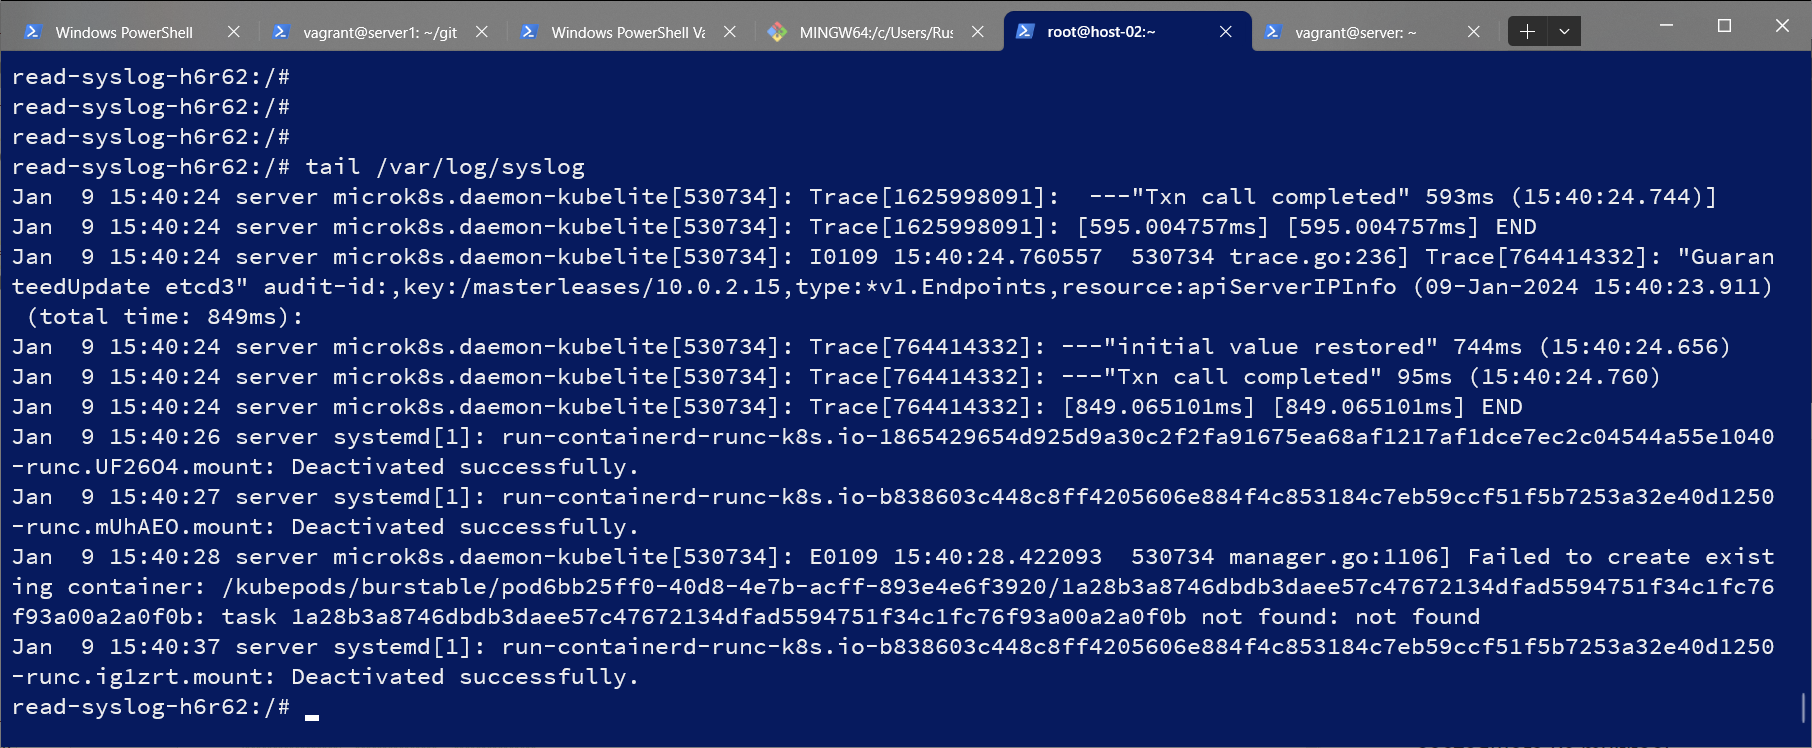 Windows PowerShell
vagrant@server1: ~/git
Windows PowerShell Va
MINGW64:/c/Users/Rus
root@host-02:~
vagrant@server: ~
read-syslog-h6r62:/#
read-syslog-h6r62:/#
read-syslog-h6r62:/#
read-syslog-h6r62:/# tail /var/log/syslog
Jan  9 15:40:24 server microk8s.daemon-kubelite[530734]: Trace[1625998091]:  ---"Txn call completed" 593ms (15:40:24.744)]
Jan  9 15:40:24 server microk8s.daemon-kubelite[530734]: Trace[1625998091]: [595.004757ms] [595.004757ms] END
Jan  9 15:40:24 server microk8s.daemon-kubelite[530734]: I0109 15:40:24.760557  530734 trace.go:236] Trace[764414332]: "Guaran
teedUpdate etcd3" audit-id:,key:/masterleases/10.0.2.15,type:*v1.Endpoints,resource:apiServerIPInfo (09-Jan-2024 15:40:23.911)
 (total time: 849ms):
Jan  9 15:40:24 server microk8s.daemon-kubelite[530734]: Trace[764414332]: ---"initial value restored" 744ms (15:40:24.656)
Jan  9 15:40:24 server microk8s.daemon-kubelite[530734]: Trace[764414332]: ---"Txn call completed" 95ms (15:40:24.760)
Jan  9 15:40:24 server microk8s.daemon-kubelite[530734]: Trace[764414332]: [849.065101ms] [849.065101ms] END
Jan  9 15:40:26 server systemd[1]: run-containerd-runc-k8s.io-1865429654d925d9a30c2f2fa91675ea68af1217af1dce7ec2c04544a55e1040
-runc.UF26O4.mount: Deactivated successfully.
Jan  9 15:40:27 server systemd[1]: run-containerd-runc-k8s.io-b838603c448c8ff4205606e884f4c853184c7eb59ccf51f5b7253a32e40d1250
-runc.mUhAEO.mount: Deactivated successfully.
Jan  9 15:40:28 server microk8s.daemon-kubelite[530734]: E0109 15:40:28.422093  530734 manager.go:1106] Failed to create exist
ing container: /kubepods/burstable/pod6bb25ff0-40d8-4e7b-acff-893e4e6f3920/1a28b3a8746dbdb3daee57c47672134dfad5594751f34c1fc76
f93a00a2a0f0b: task 1a28b3a8746dbdb3daee57c47672134dfad5594751f34c1fc76f93a00a2a0f0b not found: not found
Jan  9 15:40:37 server systemd[1]: run-containerd-runc-k8s.io-b838603c448c8ff4205606e884f4c853184c7eb59ccf51f5b7253a32e40d1250
-runc.ig1zrt.mount: Deactivated successfully.
read-syslog-h6r62:/#